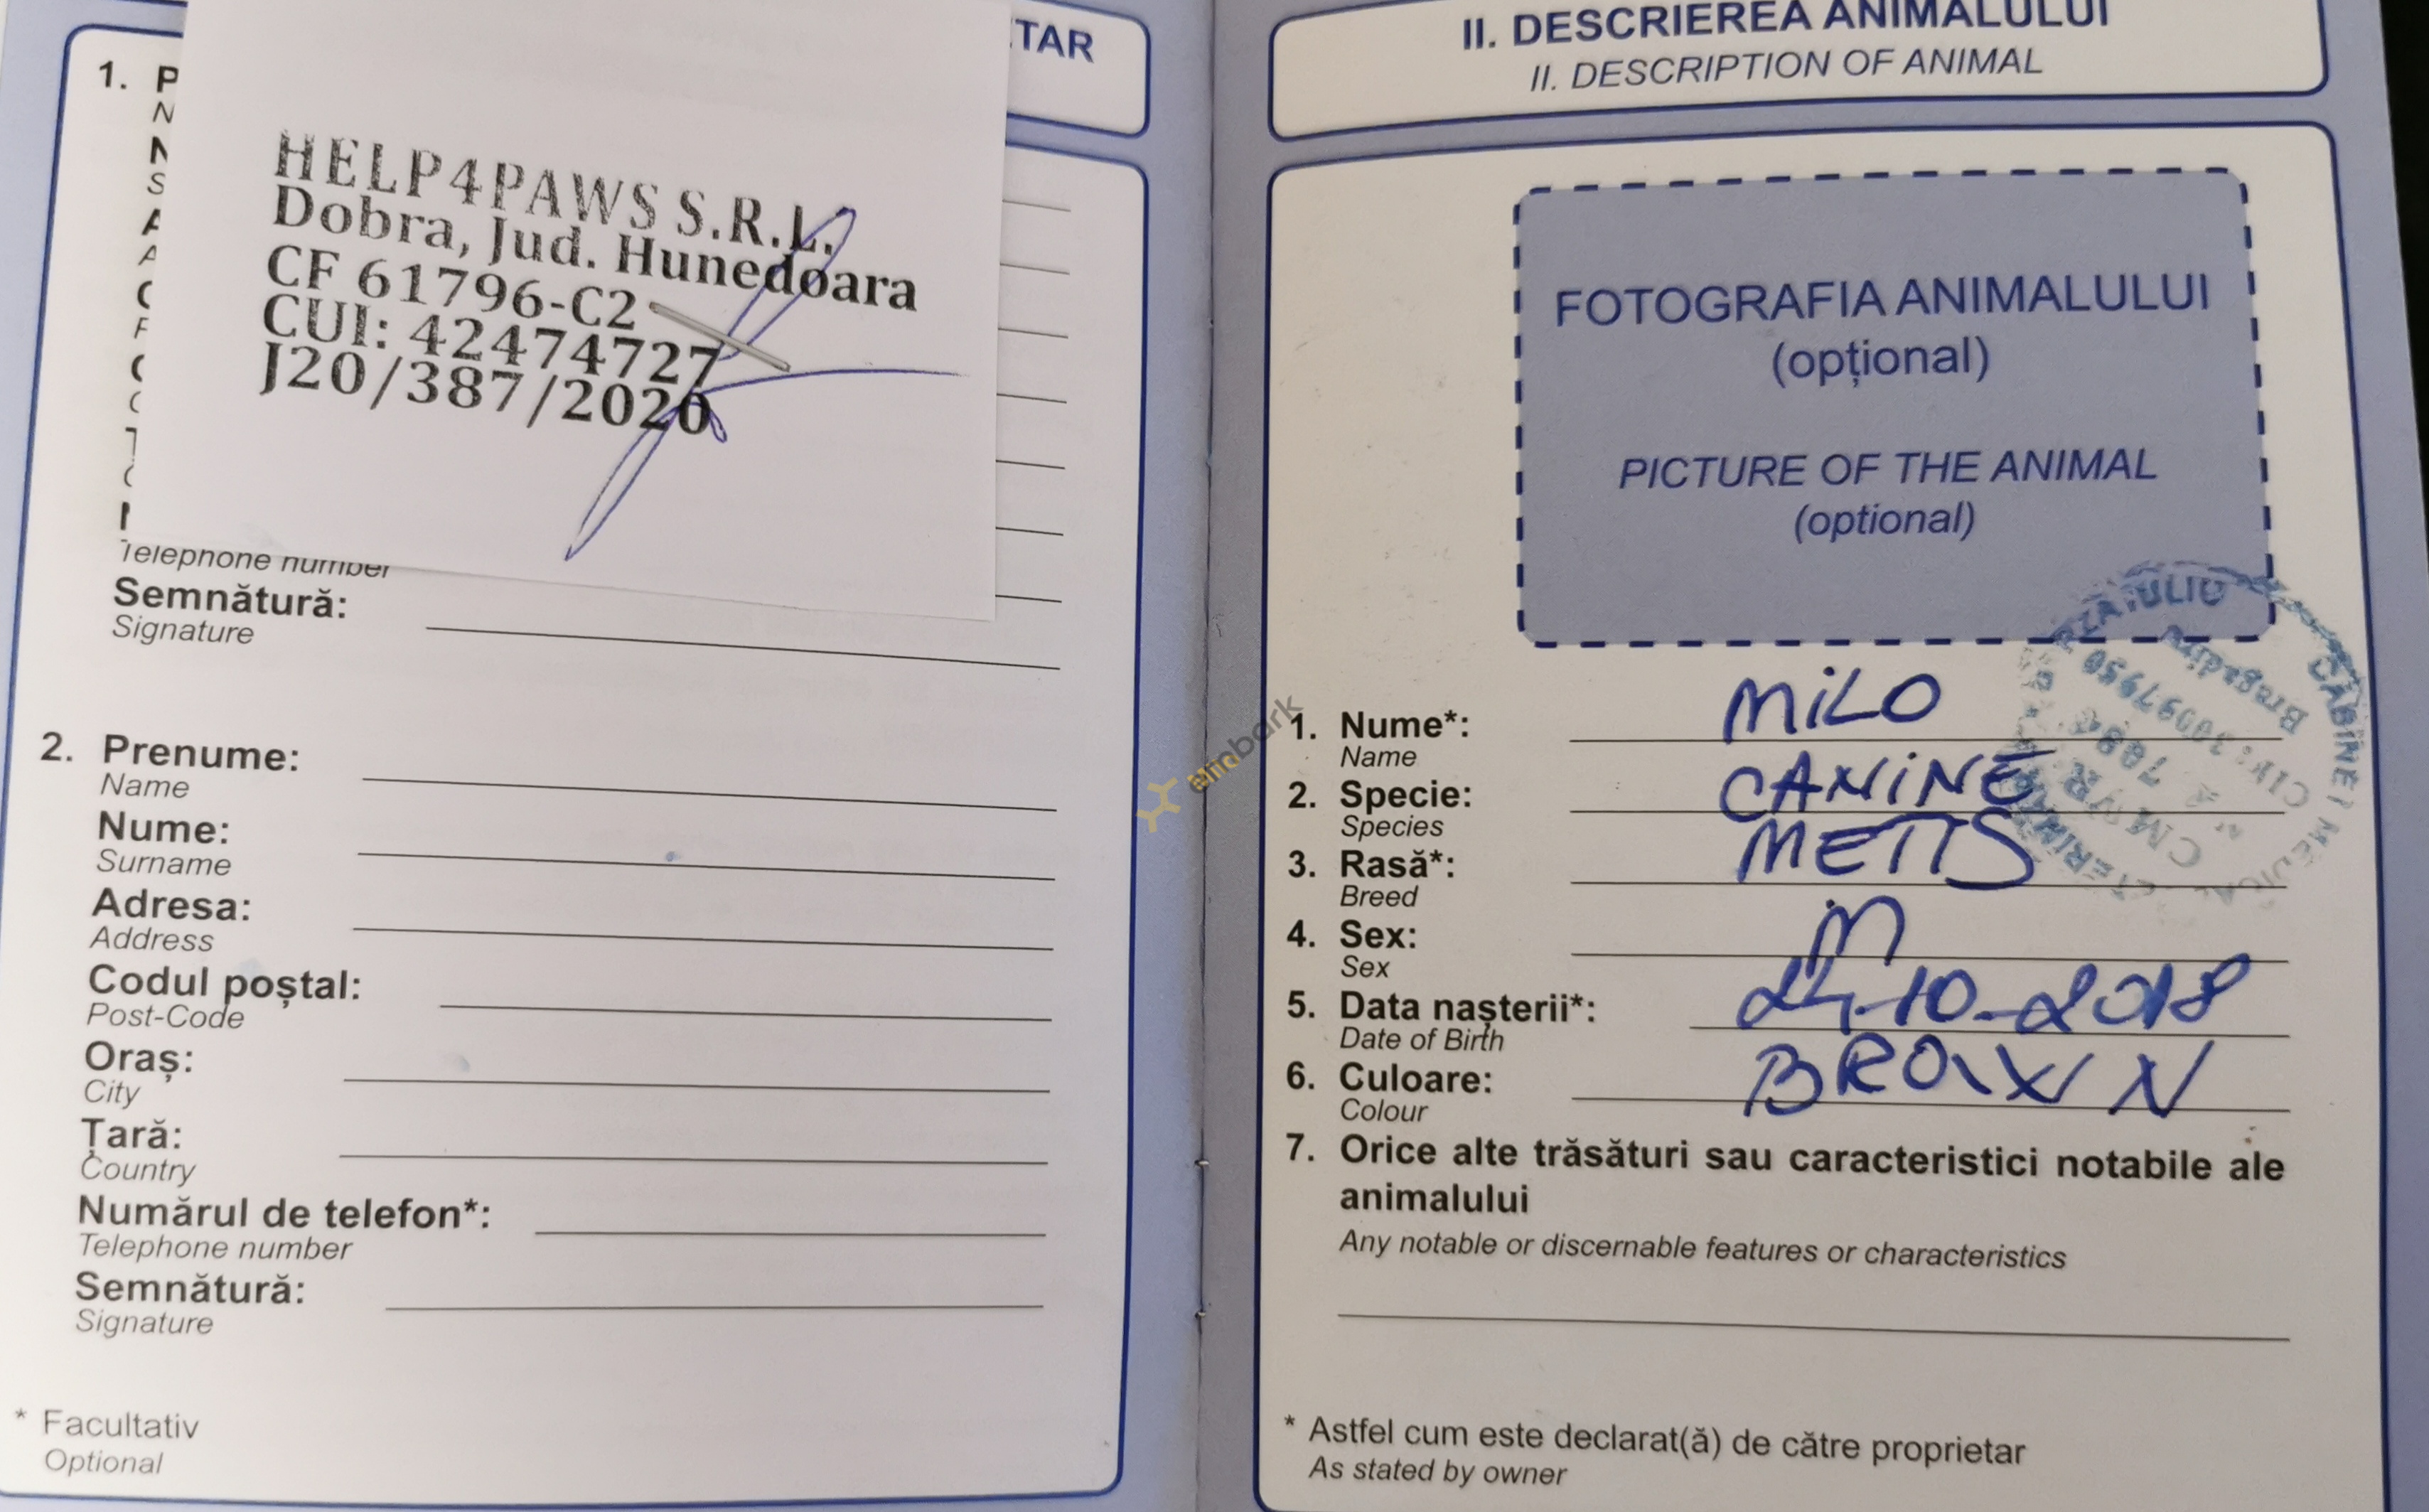 TAR
1. P
N
N
S
A
A
C
F
C
T
HELP4PAWS S.R.L.
Dobra, Jud. Hunedoara
CF 61796-C2
CUI: 42474727
J20/387/2020
Telephone number
Semnătură:
Signature
2. Prenume:
Name
Nume:
Surname
Adresa:
Address
Codul poștal:
Post-Code
Oraș:
City
Țară:
Country
Numărul de telefon*:
Telephone number
Semnătură:
Signature
* Facultativ
Optional
II. DESCRIEREA ANIMALULUI
II. DESCRIPTION OF ANIMAL
FOTOGRAFIA ANIMALULUI
(opțional)
PICTURE OF THE ANIMAL
(optional)
1. Nume*: MILO
Name
2. Specie: CANINE
Species
3. Rasă*: METIS
Breed
4. Sex: M
Sex
5. Data nașterii*: 24-10-2018
Date of Birth
6. Culoare: BROWN
Colour
7. Orice alte trăsături sau caracteristici notabile ale
animalului
Any notable or discernable features or characteristics
* Astfel cum este declarat(ă) de către proprietar
As stated by owner
CABINET MEDICAL
IULIU
Bragadiru
CMVR